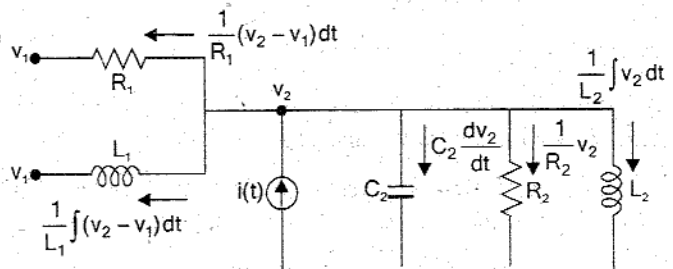 1/R₁ (v₂ – v₁)dt
v₁
R₁
v₂
1/L₂ ∫v₂ dt
L₁
v₁
1/L₁ ∫(v₂ – v₁)dt
i(t)
C₂
C₂ dv₂/dt
1/R₂ v₂
R₂
L₂